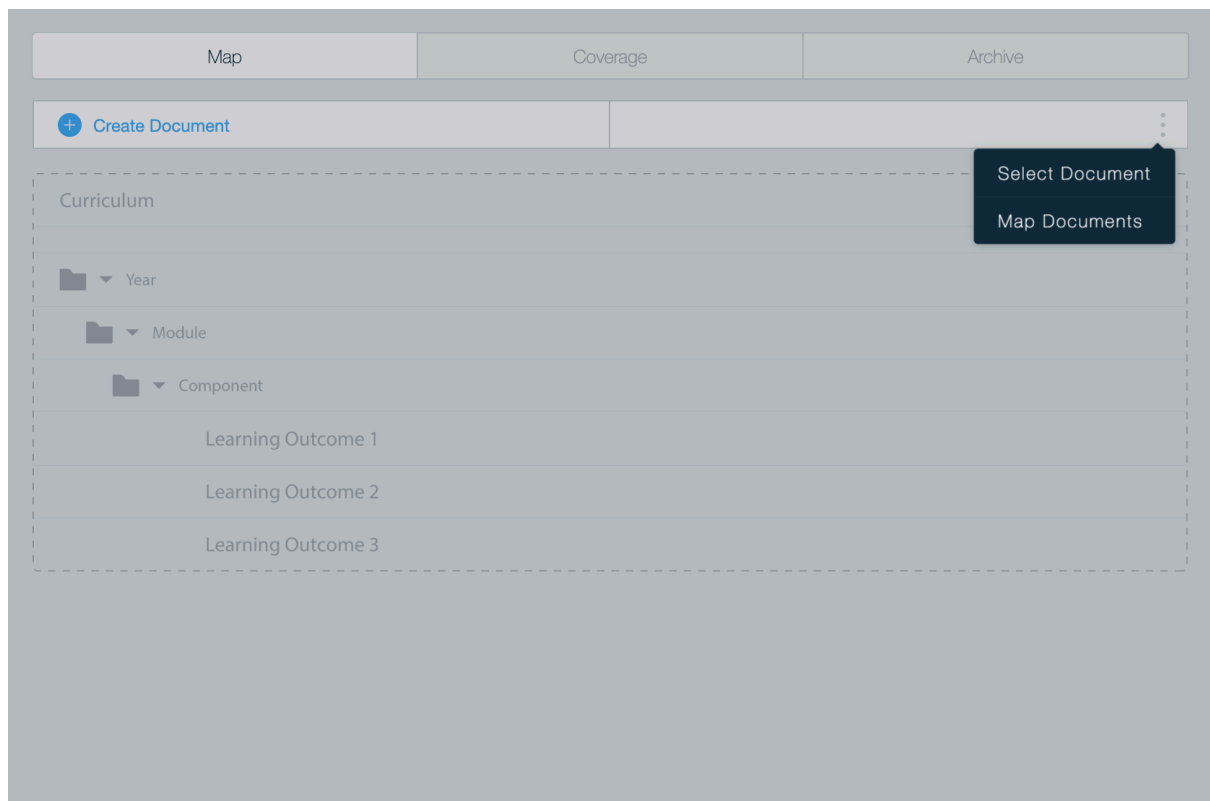 Map
Coverage
Archive
Create Document
Select Document
Map Documents
Curriculum
Year
Module
Component
Learning Outcome 1
Learning Outcome 2
Learning Outcome 3